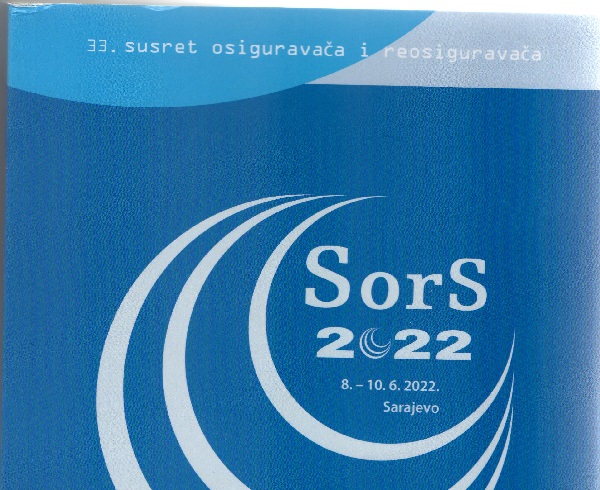 33. susret osiguravača i reosiguravača
SorS
2022
8. – 10. 6. 2022.
Sarajevo